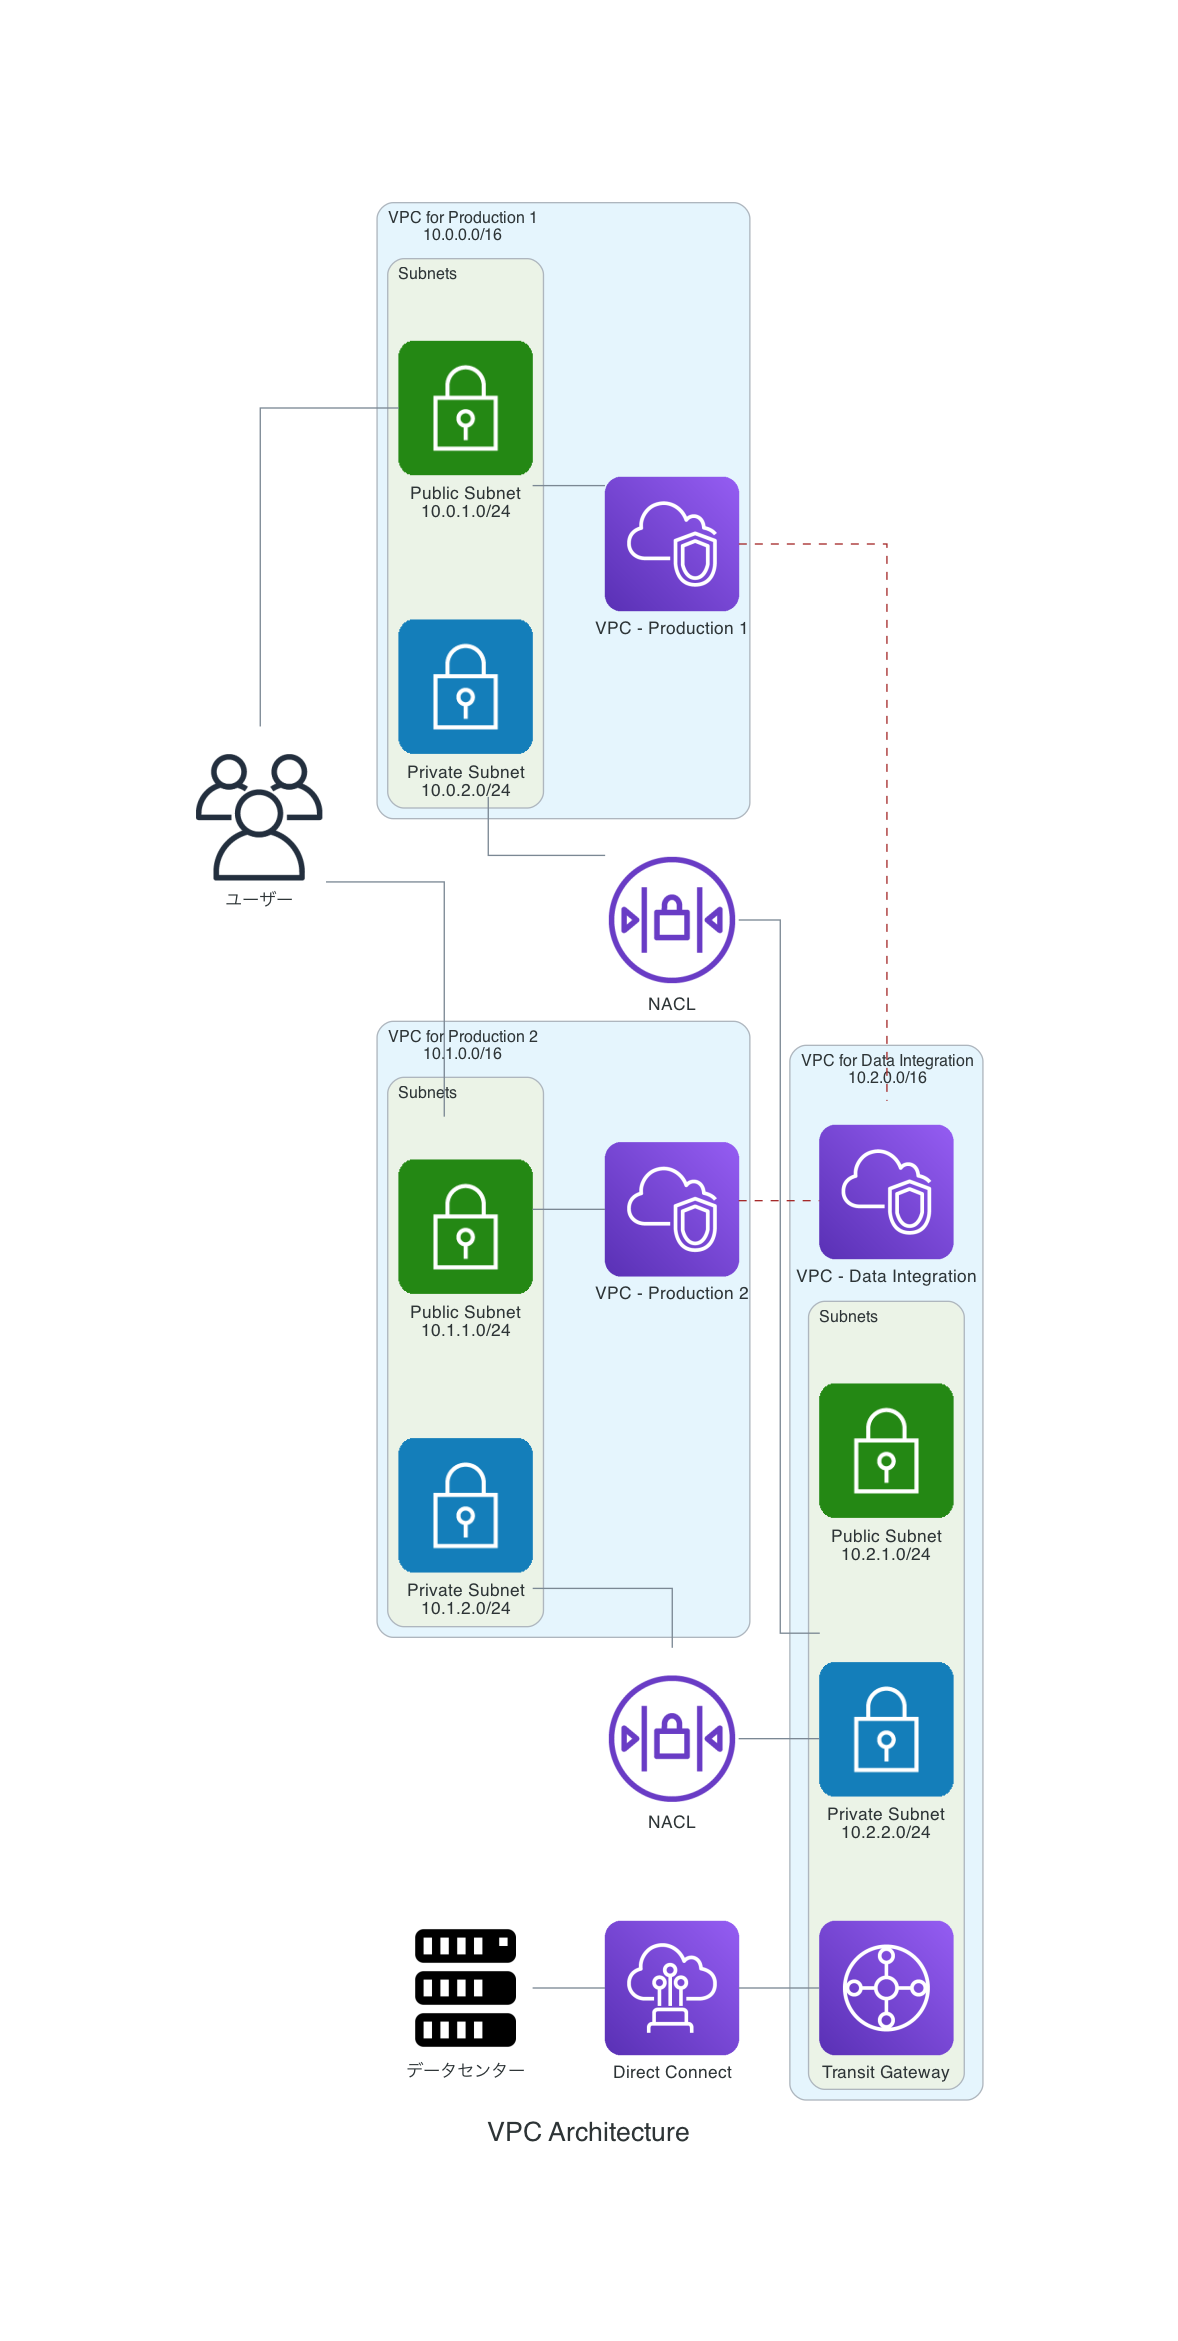 VPC for Production 1
10.0.0.0/16
Subnets
Public Subnet
10.0.1.0/24
VPC - Production 1
Private Subnet
10.0.2.0/24
ユーザー
NACL
VPC for Production 2
10.1.0.0/16
Subnets
VPC for Data Integration
10.2.0.0/16
Public Subnet
10.1.1.0/24
VPC - Production 2
VPC - Data Integration
Subnets
Public Subnet
10.2.1.0/24
Private Subnet
10.1.2.0/24
NACL
Private Subnet
10.2.2.0/24
データセンター
Direct Connect
Transit Gateway
VPC Architecture